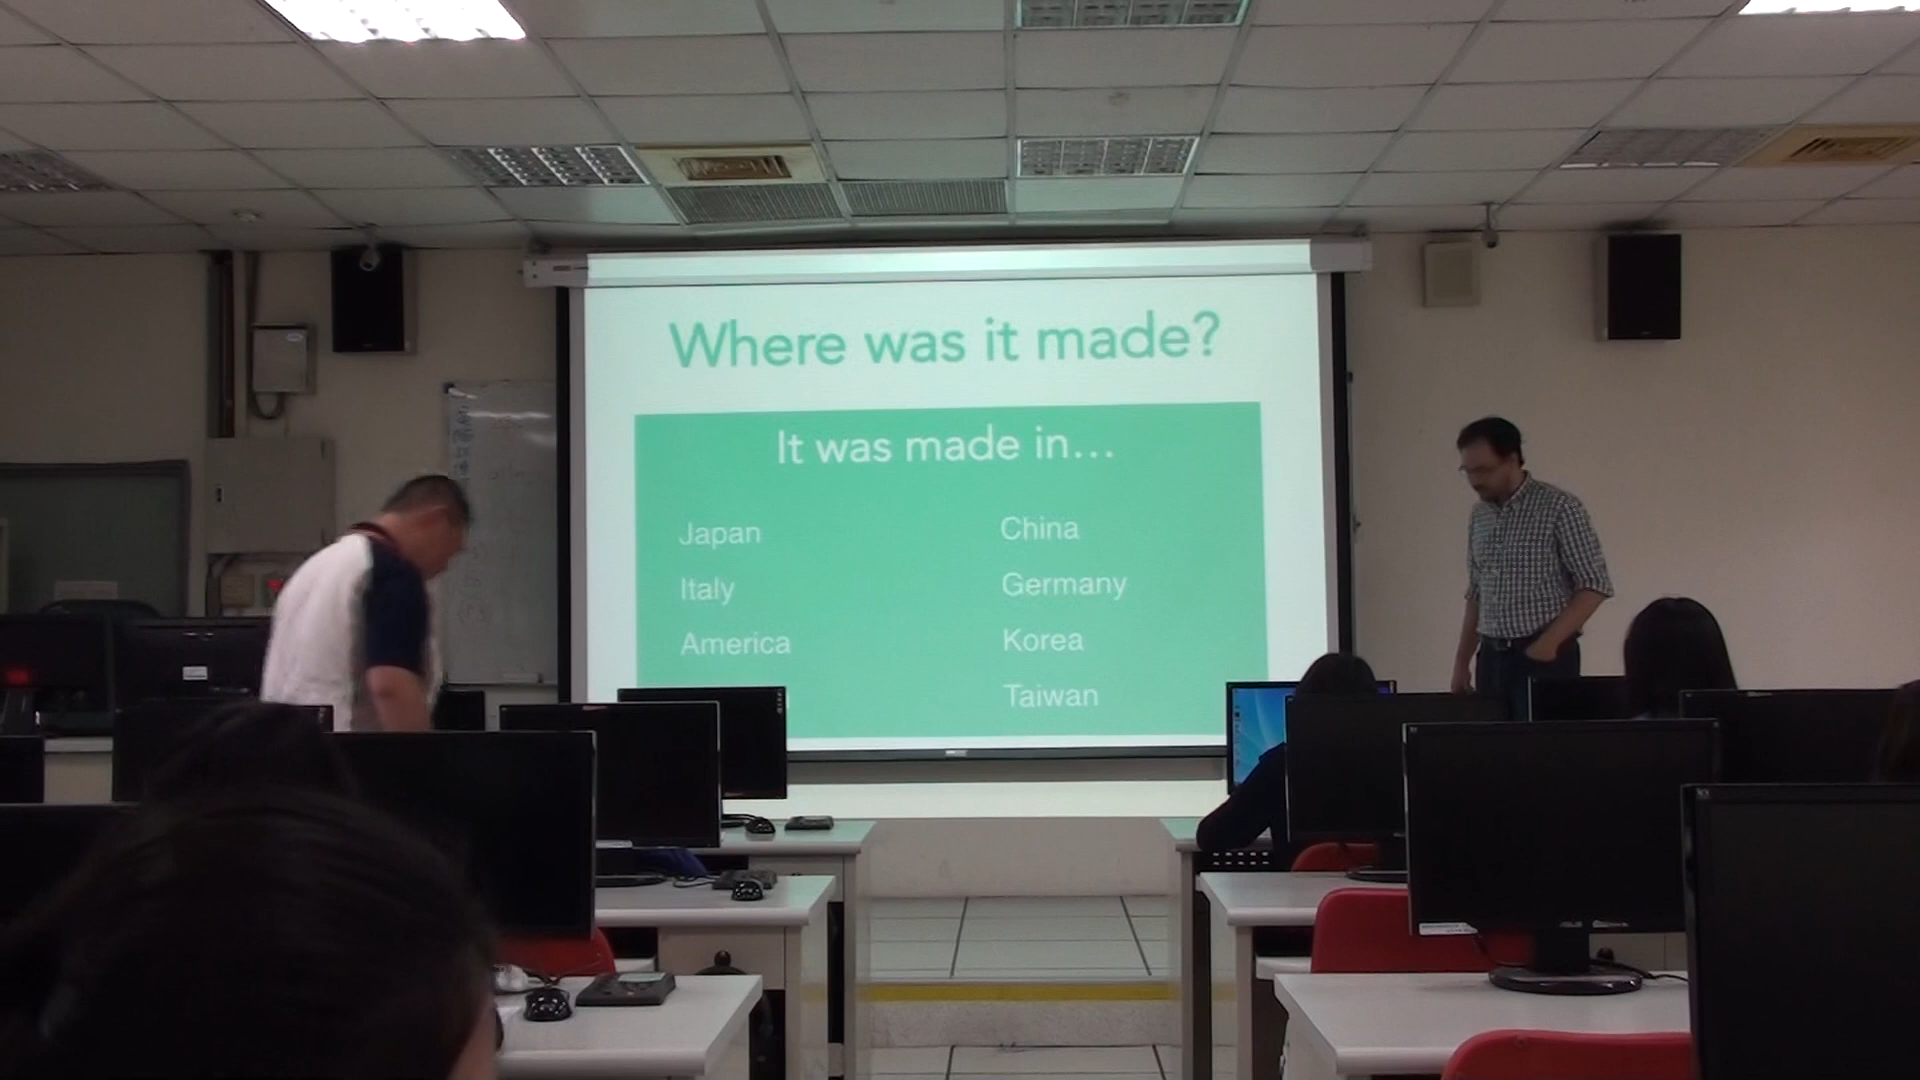 Where was it made?
It was made in...
Japan
China
Italy
Germany
America
Korea
Taiwan